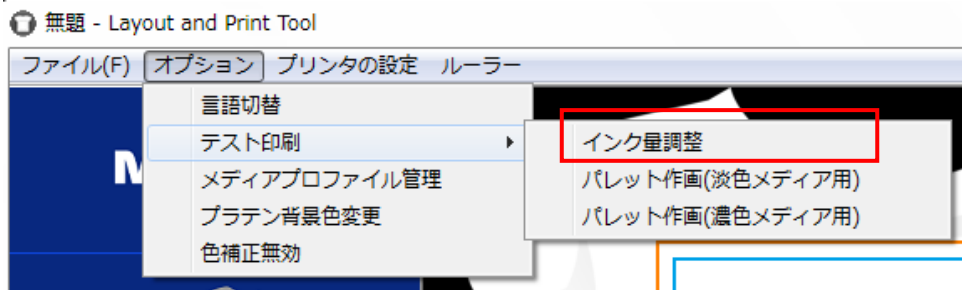 無題 - Layout and Print Tool
ファイル(F) オプション プリンタの設定 ルーラー
言語切替
テスト印刷
インク量調整
メディアプロファイル管理
パレット作画(淡色メディア用)
プラテン背景色変更
パレット作画(濃色メディア用)
色補正無効